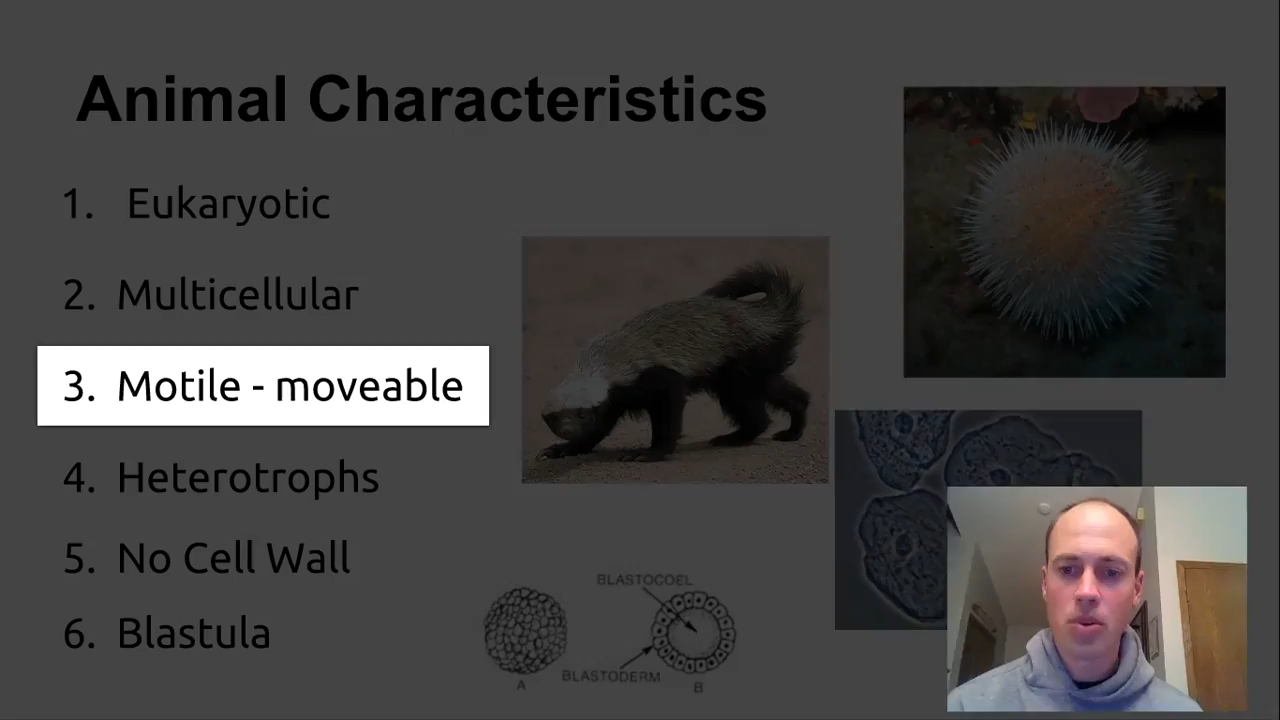 Animal Characteristics
1. Eukaryotic
2. Multicellular
3. Motile - moveable
4. Heterotrophs
5. No Cell Wall
6. Blastula
BLASTOCOEL
BLASTODERM
A
B